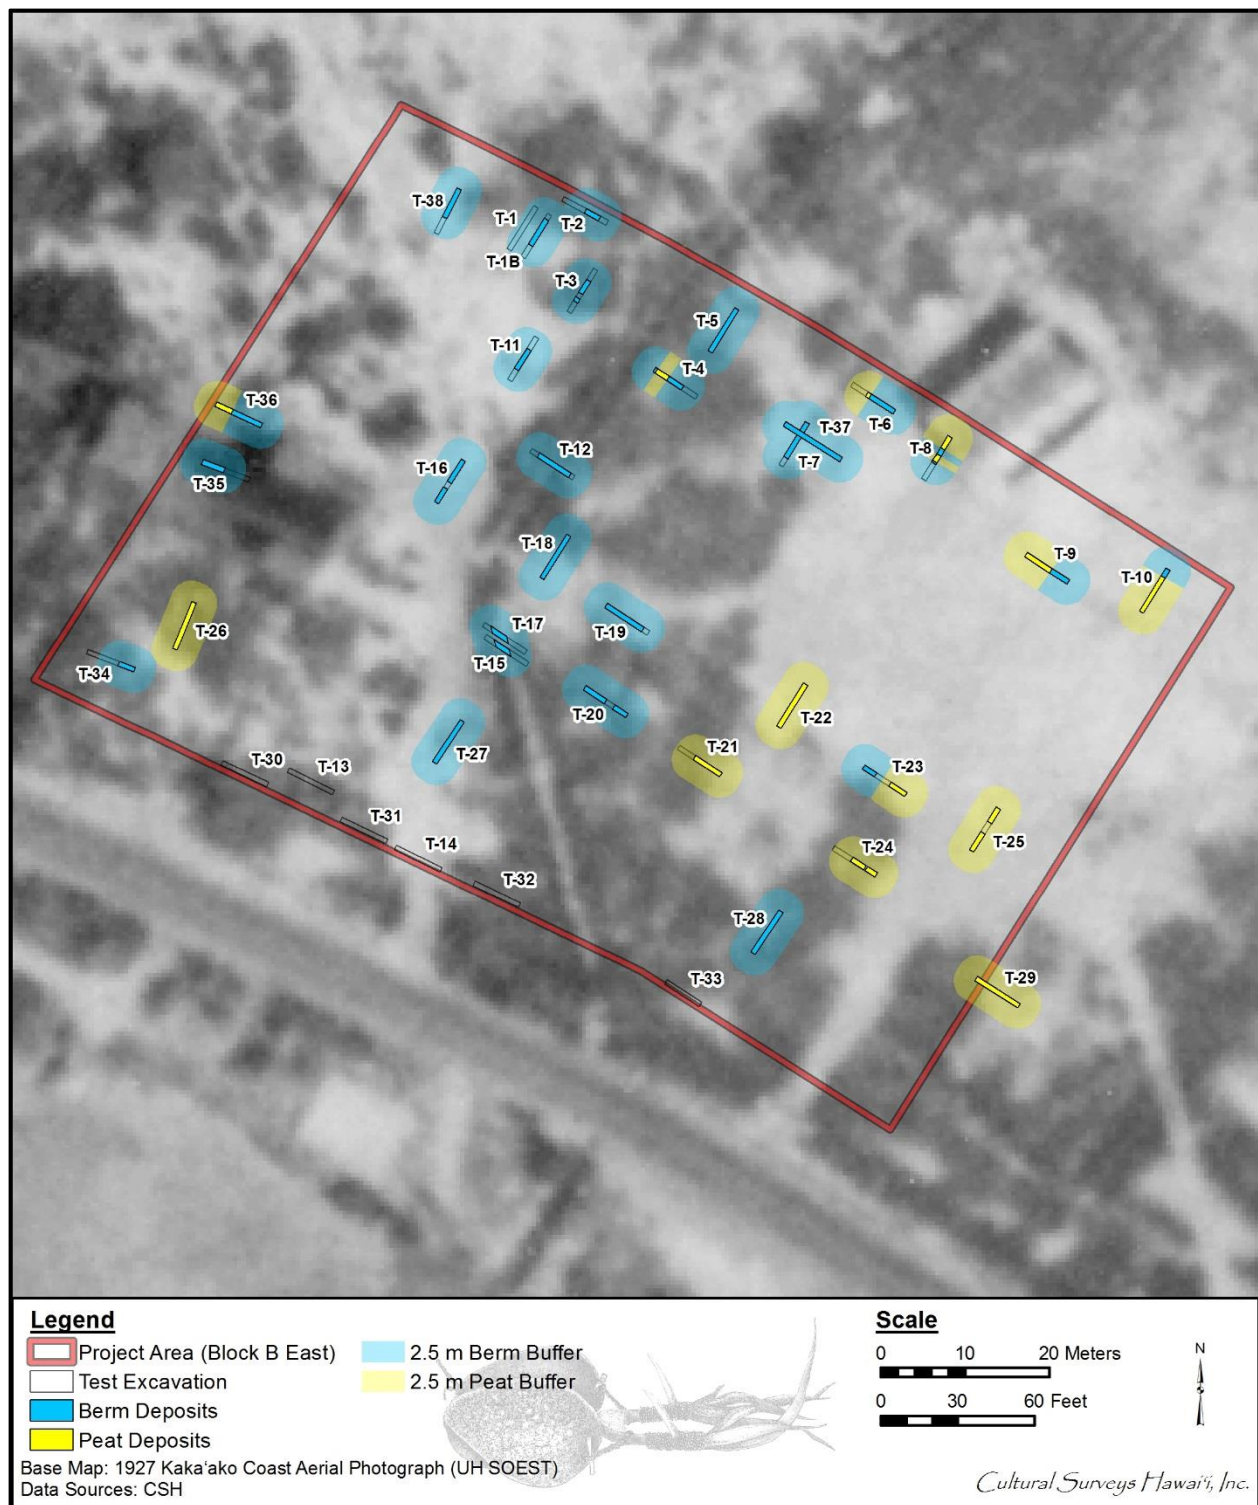 T-38
T-1
T-2
T-1B
T-3
T-5
T-11
T-4
T-6
T-36
T-37
T-8
T-12
T-7
T-16
T-35
T-18
T-9
T-10
T-17
T-19
T-26
T-15
T-34
T-20
T-22
T-27
T-21
T-30
T-13
T-23
T-31
T-25
T-14
T-24
T-32
T-28
T-29
T-33
Legend
Project Area (Block B East)
Test Excavation
Berm Deposits
Peat Deposits
2.5 m Berm Buffer
2.5 m Peat Buffer
Base Map: 1927 Kaka‘ako Coast Aerial Photograph (UH SOEST)
Data Sources: CSH
Scale
0 10 20 Meters
0 30 60 Feet
N
Cultural Surveys Hawai‘i, Inc.